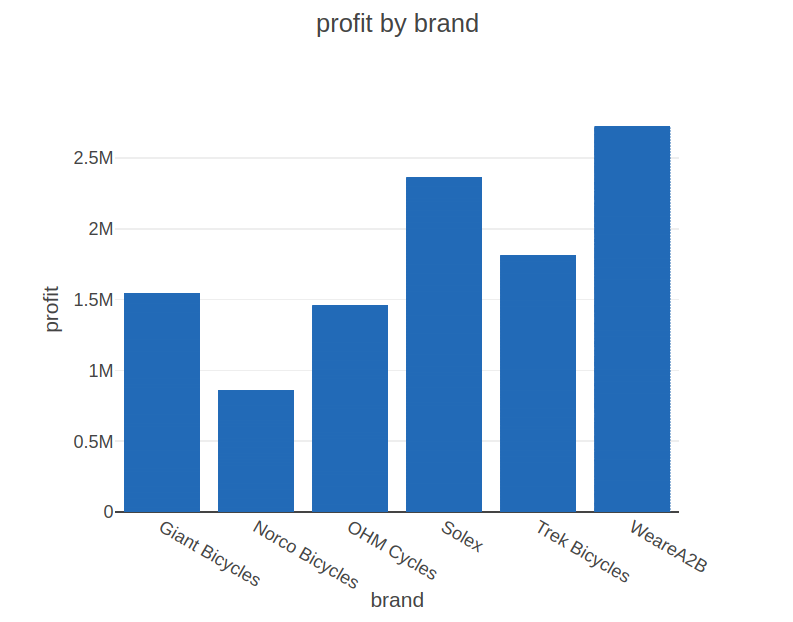 profit by brand
2.5M
2M
1.5M
1M
0.5M
0
profit
Giant Bicycles
Norco Bicycles
OHM Cycles
Solex
Trek Bicycles
WeareA2B
brand